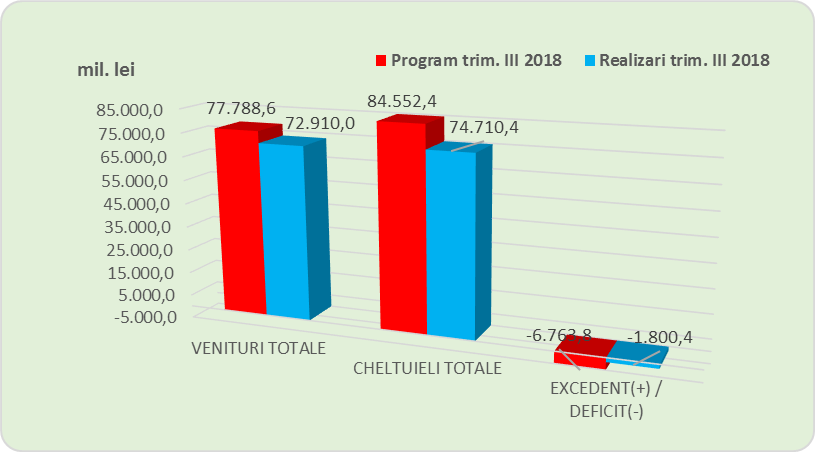 mil. lei
Program trim. III 2018
Realizari trim. III 2018
85.000,0
75.000,0
65.000,0
55.000,0
45.000,0
35.000,0
25.000,0
15.000,0
5.000,0
-5.000,0
77.788,6
72.910,0
84.552,4
74.710,4
-6.763,8
-1.800,4
VENITURI TOTALE
CHELTUIELI TOTALE
EXCEDENT(+) /
DEFICIT(-)